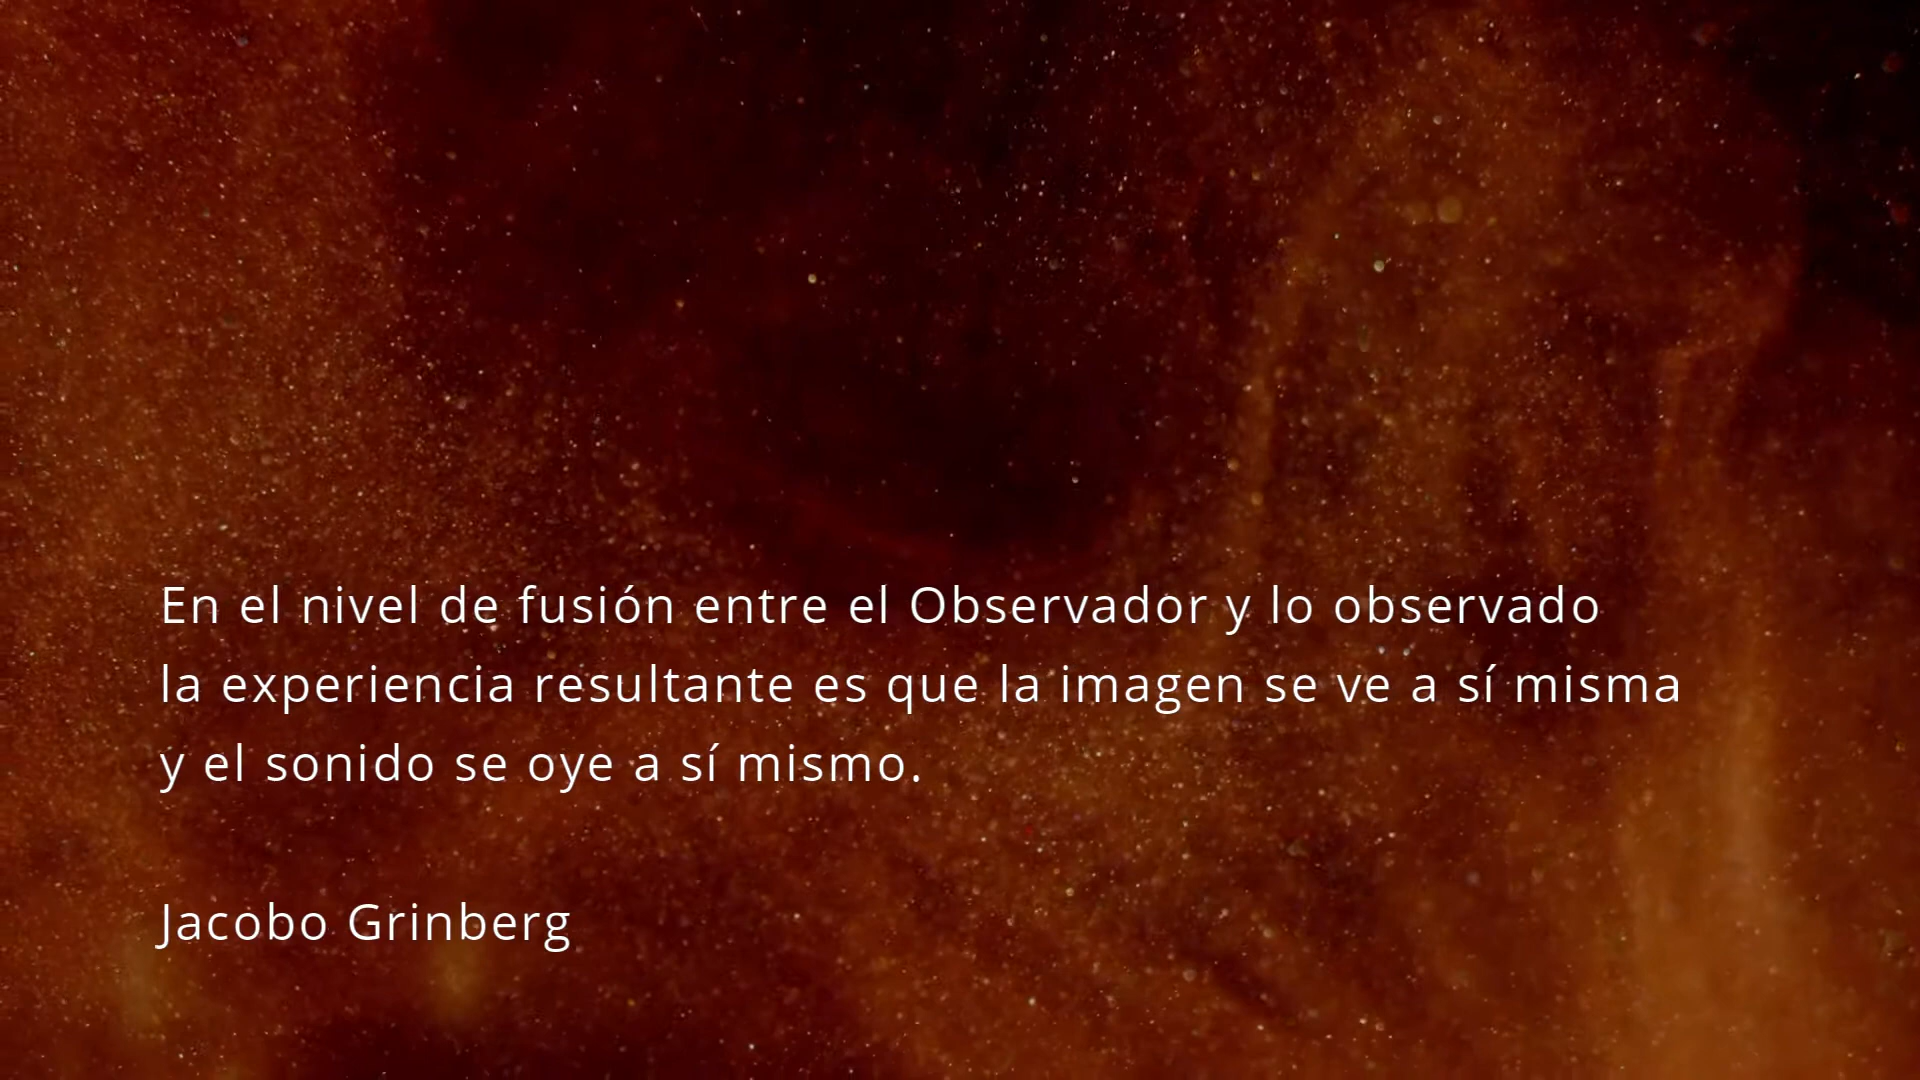 En el nivel de fusión entre el Observador y lo observado
la experiencia resultante es que la imagen se ve a sí misma
y el sonido se oye a sí mismo.
Jacobo Grinberg